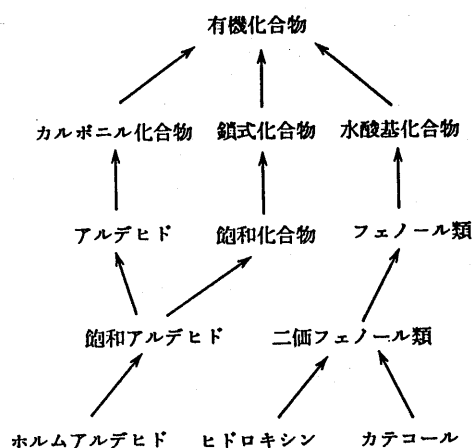 有機化合物
カルボニル化合物 鎖式化合物 水酸基化合物
アルデヒド 飽和化合物 フェノール類
飽和アルデヒド 二価フェノール類
ホルムアルデヒド ヒドロキシン カテコール